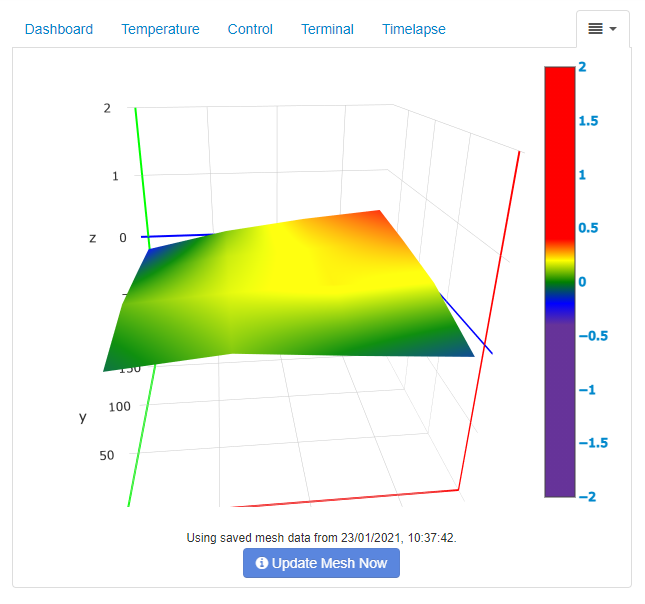 Dashboard Temperature Control Terminal Timelapse
2
1
z 0
150
100
y
50
2
1.5
1
0.5
0
−0.5
−1
−1.5
−2
Using saved mesh data from 23/01/2021, 10:37:42.
Update Mesh Now